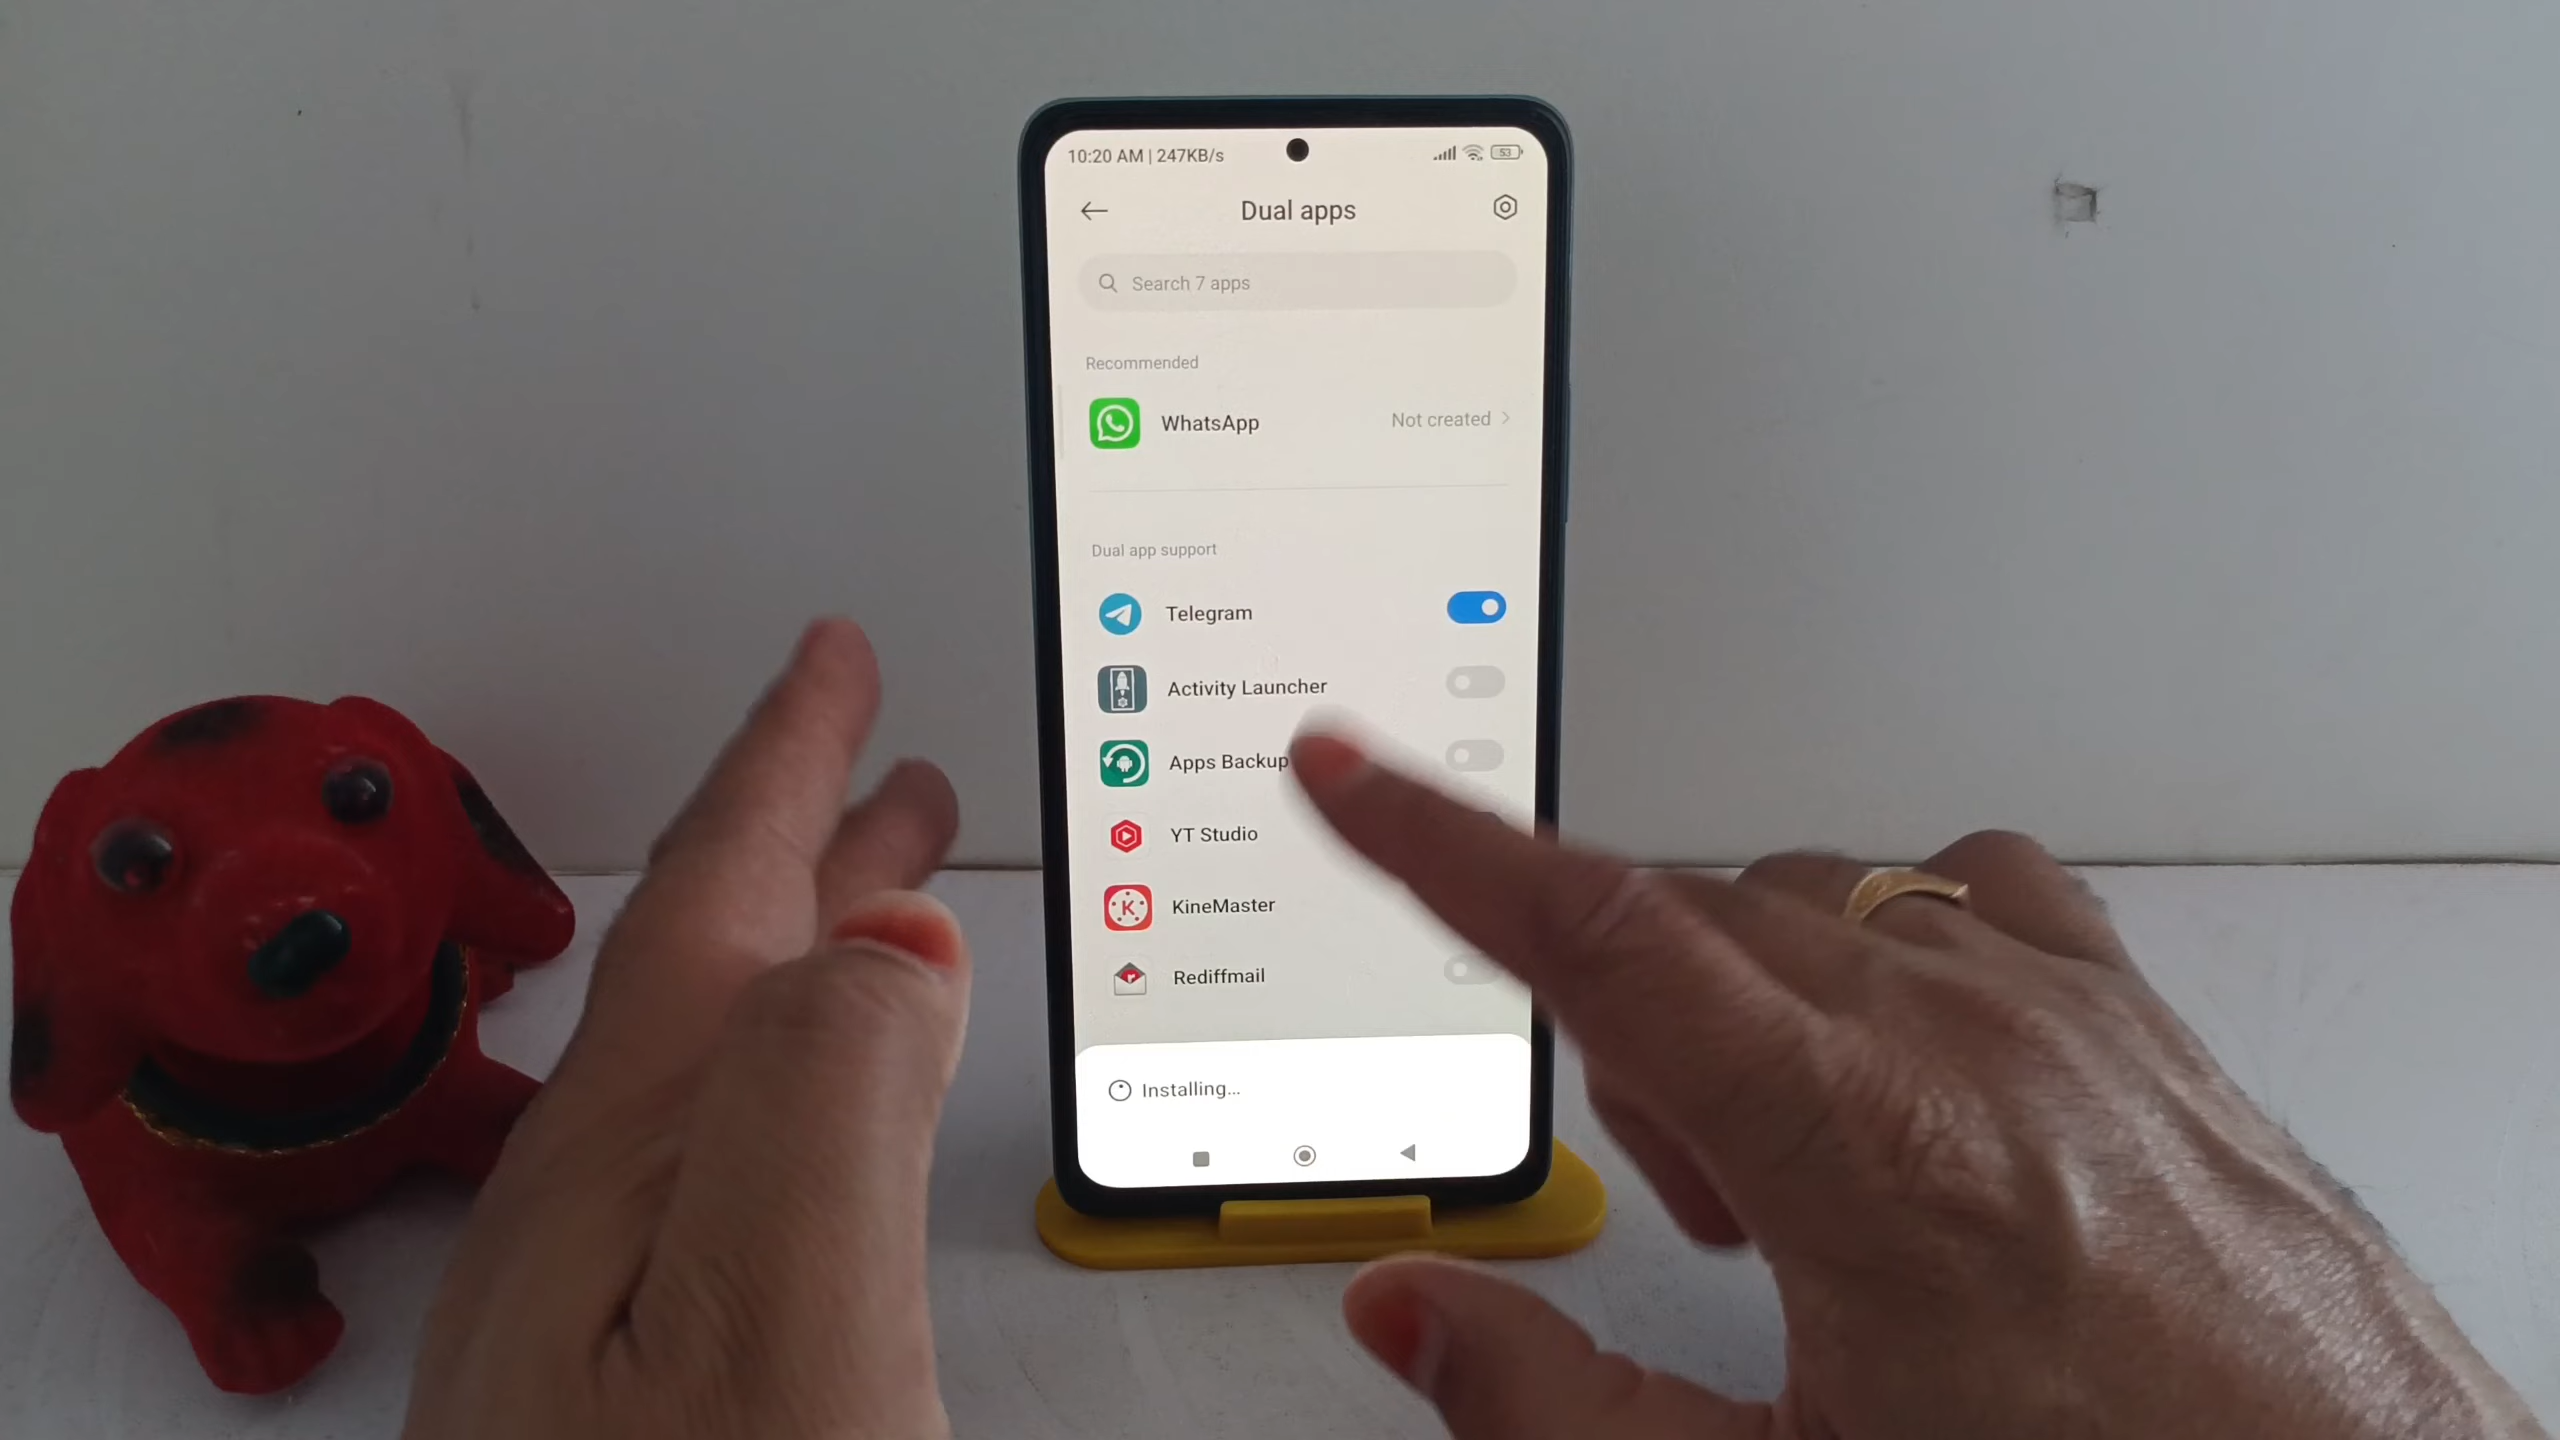 10:20 AM | 247KB/s 53
Dual apps
Search 7 apps
Recommended
WhatsApp Not created
Dual app support
Telegram
Activity Launcher
Apps Backup
YT Studio
KineMaster
Rediffmail
Installing...